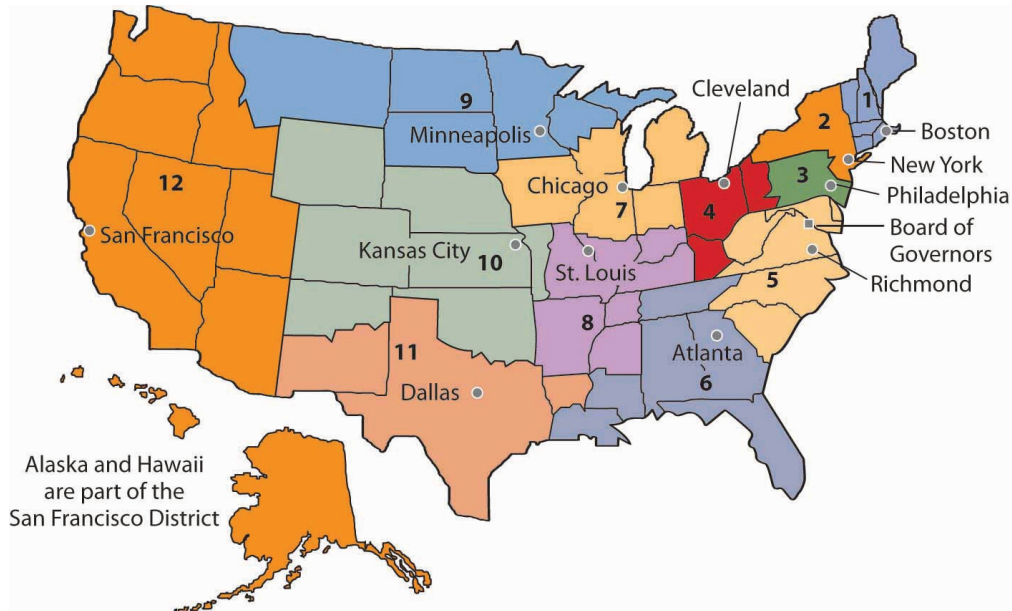 Cleveland
1
9
2
Minneapolis
Boston
New York
3
12
Chicago
Philadelphia
4
7
Board of
Governors
San Francisco
Kansas City
10
St. Louis
Richmond
5
8
11
Atlanta
6
Dallas
Alaska and Hawaii
are part of the
San Francisco District